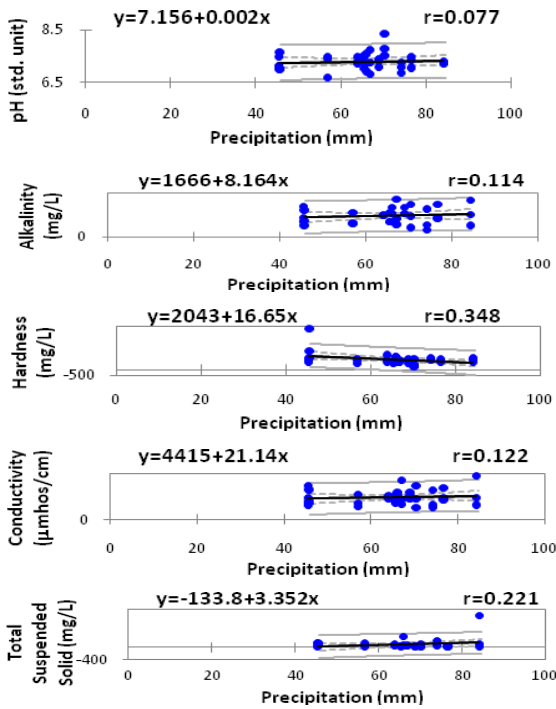 y=7.156+0.002x r=0.077
8.5
6.5
pH (std. unit)
0 20 40 60 80 100
Precipitation (mm)
y=1666+8.164x r=0.114
Alkalinity
(mg/L)
0
0 20 40 60 80 100
Precipitation (mm)
y=2043+16.65x r=0.348
Hardness
(mg/L)
-500
0 20 40 60 80 100
Precipitation (mm)
y=4415+21.14x r=0.122
Conductivity
(µmhos/cm)
0
0 20 40 60 80 100
Precipitation (mm)
y=-133.8+3.352x r=0.221
Total
Suspended
Solid (mg/L)
-400
0 20 40 60 80 100
Precipitation (mm)